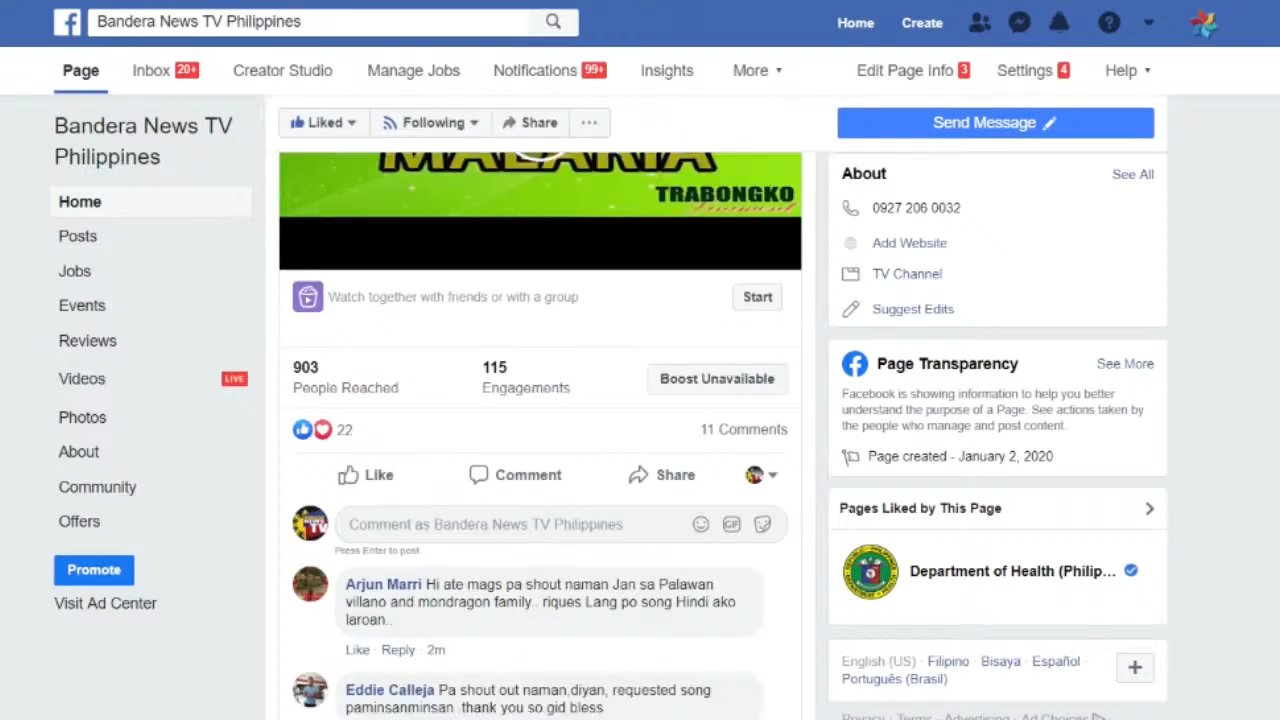 Bandera News TV Philippines
Home
Create
Page
Inbox 20+
Creator Studio
Manage Jobs
Notifications 99+
Insights
More
Edit Page Info 3
Settings 4
Help
Bandera News TV
Philippines
Home
Posts
Jobs
Events
Reviews
Videos LIVE
Photos
About
Community
Offers
Promote
Visit Ad Center
Liked
Following
Share
Send Message
MALARIA
TRABONGKO
Watch together with friends or with a group
Start
903
People Reached
115
Engagements
Boost Unavailable
22
11 Comments
Like
Comment
Share
NEWS
TV
Comment as Bandera News TV Philippines
GIF
Press Enter to post
Arjun Marri Hi ate mags pa shout naman Jan sa Palawan
villano and mondragon family.. riques Lang po song Hindi ako
laroan..
Like · Reply · 2m
Eddie Calleja Pa shout out naman,diyan, requested song
paminsanminsan thank you so gid bless
About
See All
0927 206 0032
Add Website
TV Channel
Suggest Edits
Page Transparency
See More
Facebook is showing information to help you better
understand the purpose of a Page. See actions taken by
the people who manage and post content.
Page created - January 2, 2020
Pages Liked by This Page
Department of Health (Philip...
English (US) · Filipino · Bisaya · Español ·
Português (Brasil)
Privacy · Terms · Advertising · Ad Choices